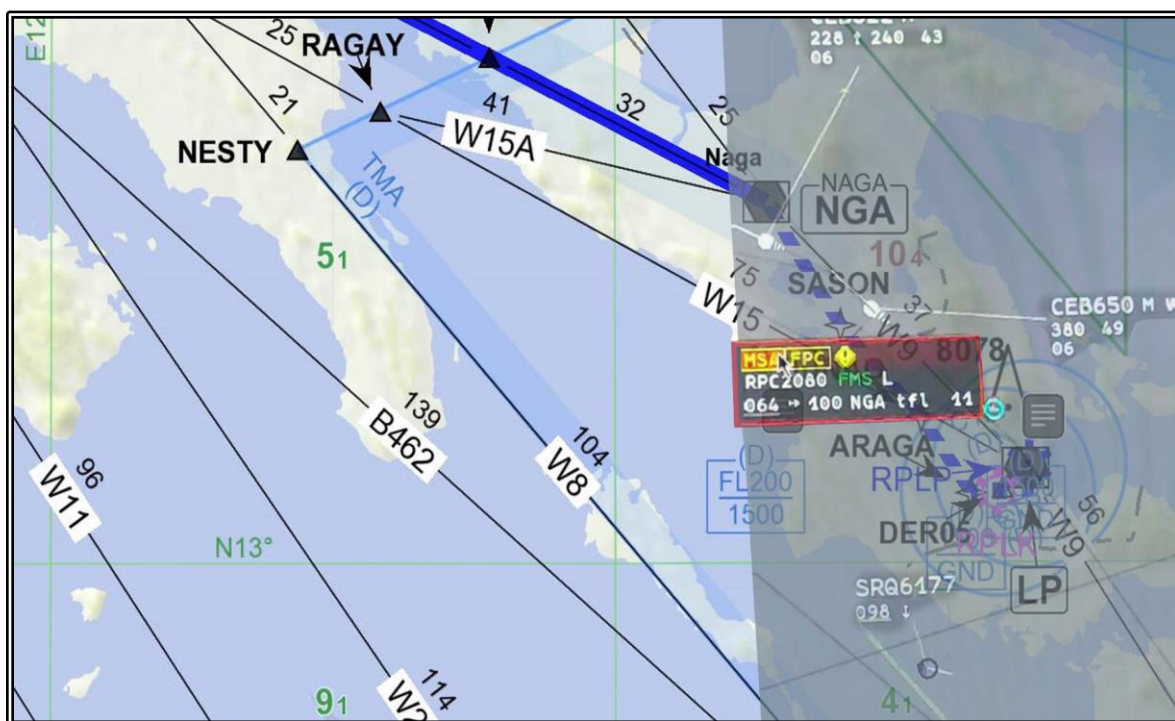 E12
25
RAGAY
21
41
32
25
W15A
NESTY
TMA
(D)
51
Naga
NAGA
NGA
228 ↑ 240 43
06
104
75
SASON
W15
37
W9
CEB650 M
380 49
06
8078
MSA FPC
RPC2080 FMS L
064 ↦ 100 NGA tfl 11
ARAGA
RPLP
DER05
RPLK
(D)
FL200
1500
GND
139
B462
104
W8
96
W11
N13°
56
W9
LP
SRQ6177
098 ↓
91
114
41